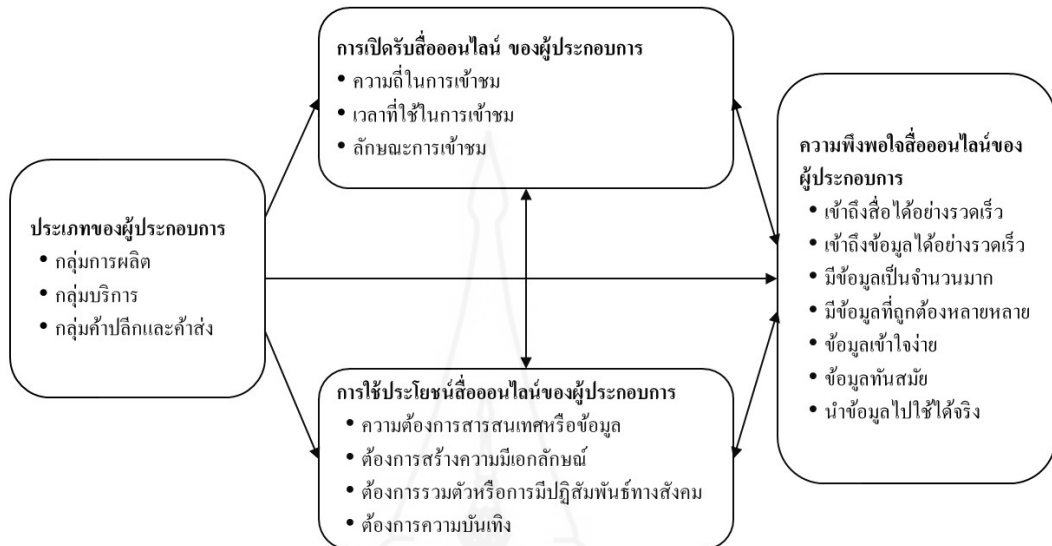 การเปิดรับสื่อออนไลน์ ของผู้ประกอบการ
• ความถี่ในการเข้าชม
• เวลาที่ใช้ในการเข้าชม
• ลักษณะการเข้าชม
ประเภทของผู้ประกอบการ
• กลุ่มการผลิต
• กลุ่มบริการ
• กลุ่มค้าปลีกและค้าส่ง
การใช้ประโยชน์สื่อออนไลน์ของผู้ประกอบการ
• ความต้องการสารสนเทศหรือข้อมูล
• ต้องการสร้างความมีเอกลักษณ์
• ต้องการรวมตัวหรือการมีปฏิสัมพันธ์ทางสังคม
• ต้องการความบันเทิง
ความพึงพอใจสื่อออนไลน์ของ
ผู้ประกอบการ
• เข้าถึงสื่อได้อย่างรวดเร็ว
• เข้าถึงข้อมูลได้อย่างรวดเร็ว
• มีข้อมูลเป็นจำนวนมาก
• มีข้อมูลที่ถูกต้องหลายหลาย
• ข้อมูลเข้าใจง่าย
• ข้อมูลทันสมัย
• นำข้อมูลไปใช้ได้จริง